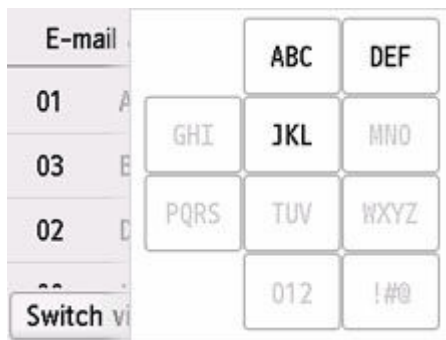 E-mail
ABC DEF
01 A
GHI JKL MNO
03 B
PQRS TUV WXYZ
02 D
012 !#@
Switch vi